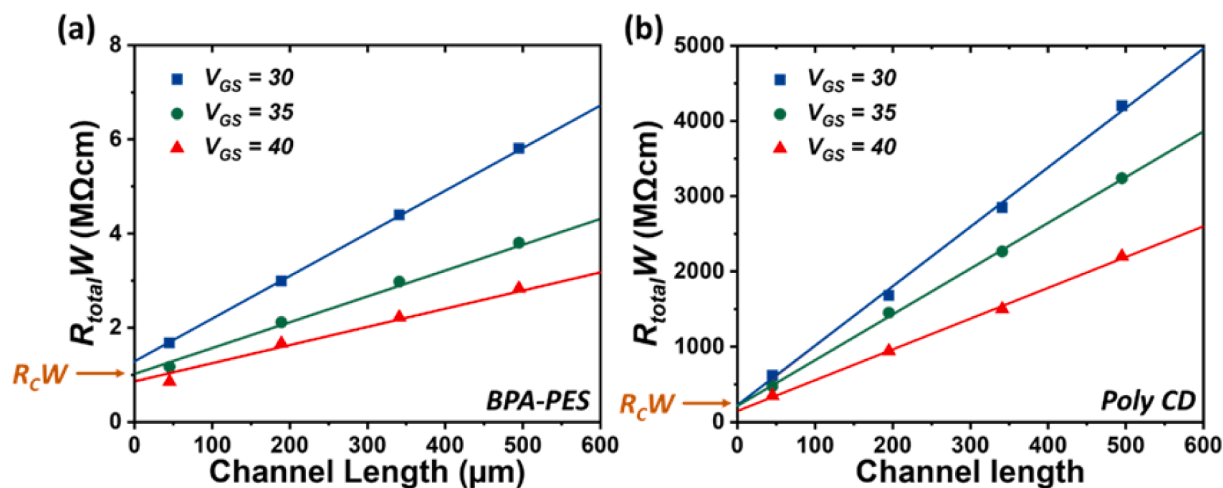 (a)
8
6
4
2
0
R_total W (MΩcm)
V_GS = 30
V_GS = 35
V_GS = 40
R_C W
BPA-PES
0 100 200 300 400 500 600
Channel Length (μm)
(b)
5000
4000
3000
2000
1000
0
R_total W (MΩcm)
V_GS = 30
V_GS = 35
V_GS = 40
R_C W
Poly CD
0 100 200 300 400 500 600
Channel length